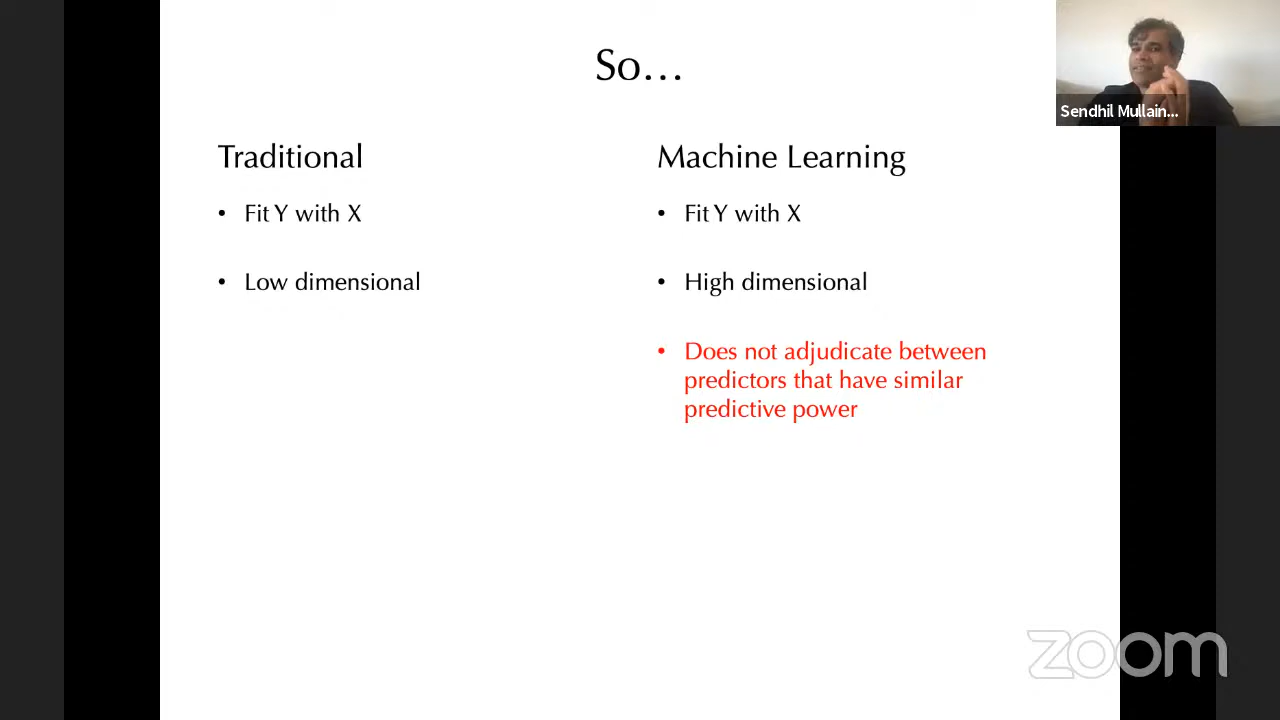 So...
Sendhil Mullain...
Traditional
• Fit Y with X
• Low dimensional
Machine Learning
• Fit Y with X
• High dimensional
• Does not adjudicate between
predictors that have similar
predictive power
zoom